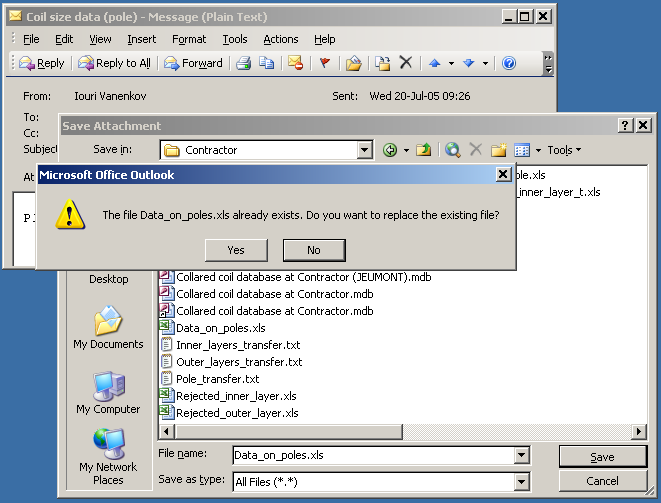 Coil size data (pole) - Message (Plain Text)
File Edit View Insert Format Tools Actions Help
Reply Reply to All Forward
From: Iouri Vanenkov Sent: Wed 20-Jul-05 09:26
To:
Cc:
Subject
Save Attachment
Save in: Contractor Tools
Microsoft Office Outlook
The file Data_on_poles.xls already exists. Do you want to replace the existing file?
Yes No
_inner_layer_t.xls
Desktop
My Documents
My Computer
My Network
Places
Collared coil database at Contractor (JEUMONT).mdb
Collared coil database at Contractor.mdb
Collared coil database at Contractor.mdb
Data_on_poles.xls
Inner_layers_transfer.txt
Outer_layers_transfer.txt
Pole_transfer.txt
Rejected_inner_layer.xls
Rejected_outer_layer.xls
File name: Data_on_poles.xls Save
Save as type: All Files (*.*) Cancel